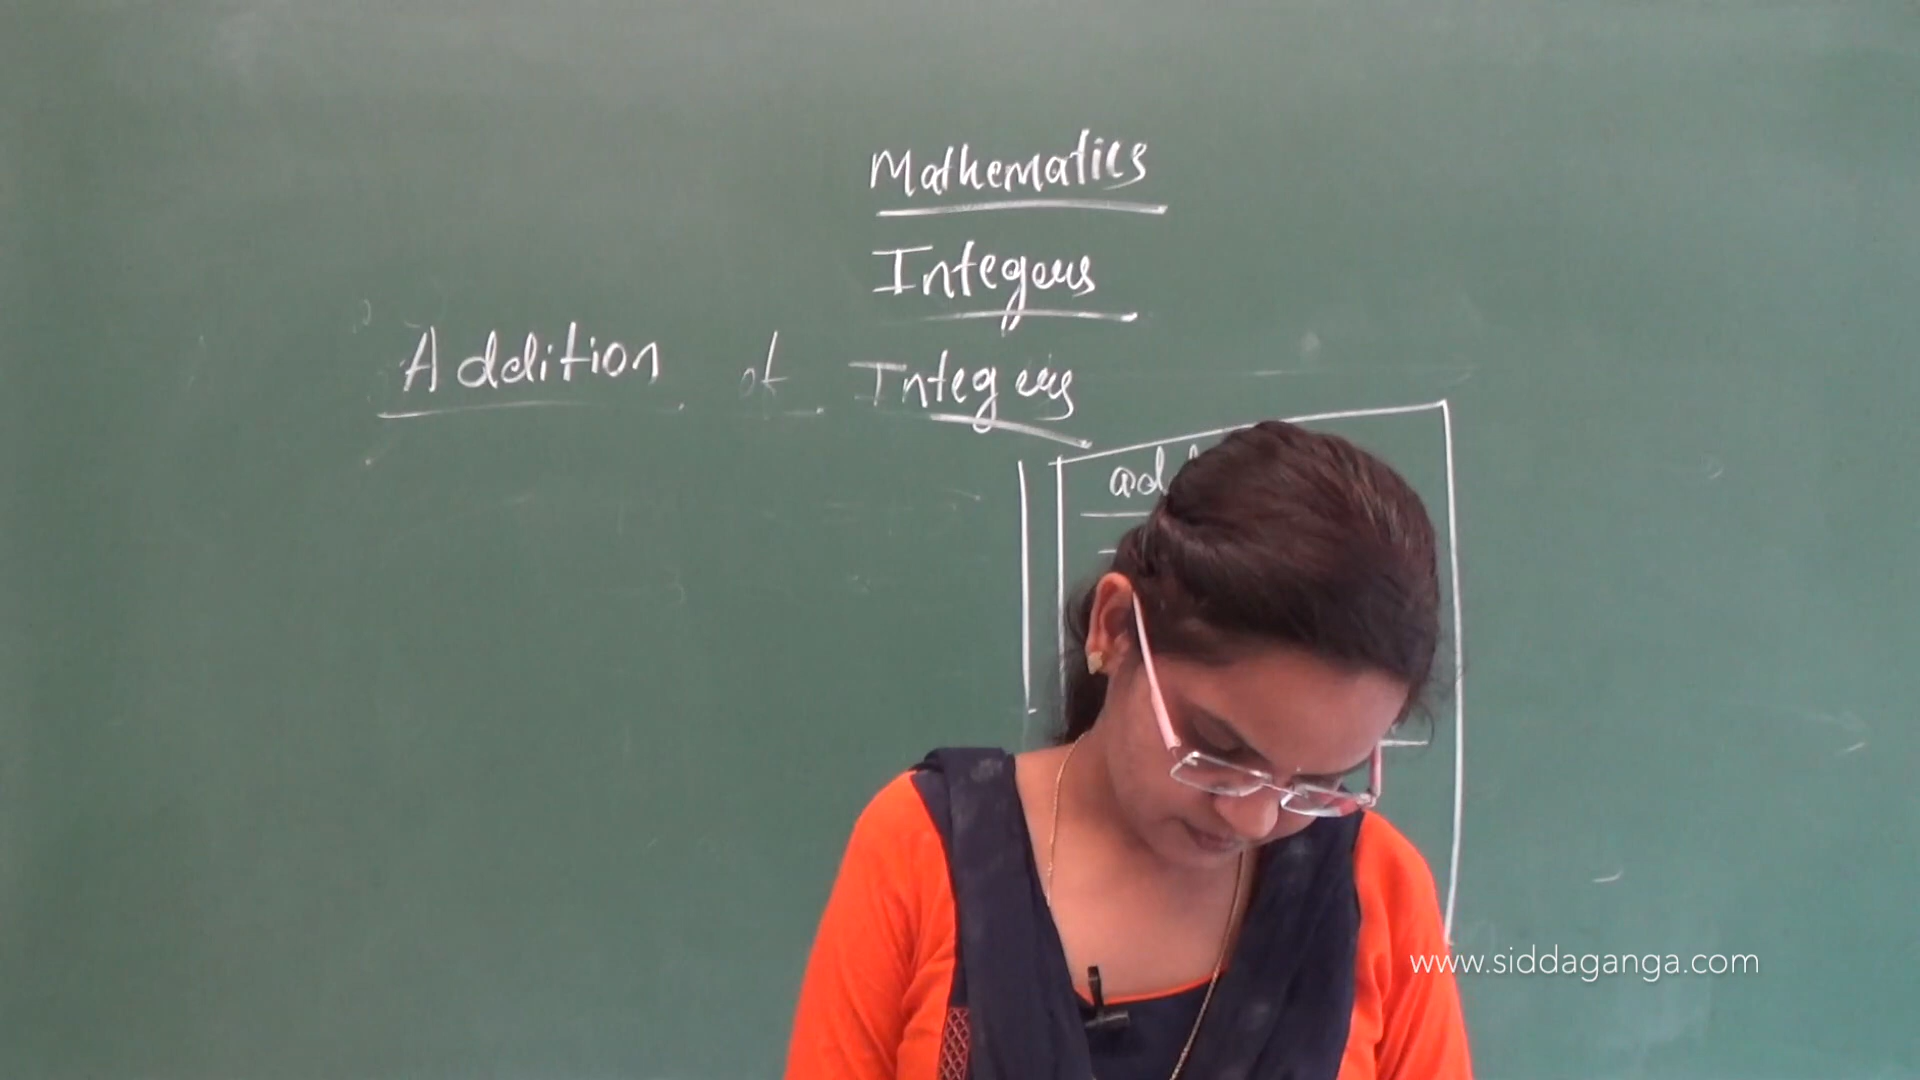 Mathematics
Integers
Addition of Integers
www.siddaganga.com